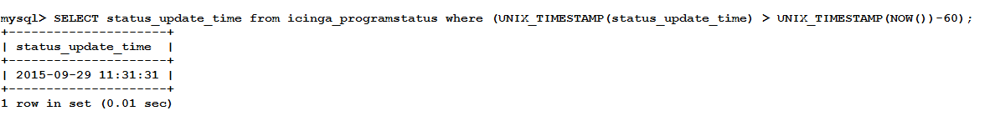 mysql> SELECT status_update_time from icinga_programstatus where (UNIX_TIMESTAMP(status_update_time) > UNIX_TIMESTAMP(NOW())-60);
+---------------------+
| status_update_time  |
+---------------------+
| 2015-09-29 11:31:31 |
+---------------------+
1 row in set (0.01 sec)